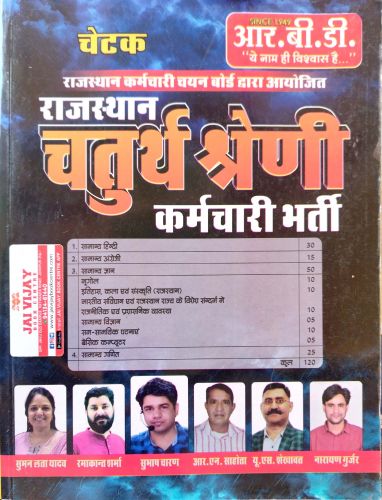 चेटक
SINCE 1949
आर.बी.डी.
"ये नाम ही विश्वास है..."
राजस्थान कर्मचारी चयन बोर्ड द्वारा आयोजित
राजस्थान
चतुर्थ श्रेणी
कर्मचारी भर्ती
1. सामान्य हिन्दी 30
2. सामान्य अंग्रेजी 15
3. सामान्य ज्ञान 50
भूगोल 10
इतिहास, कला एवं संस्कृति (राजस्थान) 10
भारतीय संविधान एवं राजस्थान राज्य के विशेष संदर्भ में
राजनीतिक एवं प्रशासनिक व्यवस्था 10
सामान्य विज्ञान 05
सम-सामयिक घटनाएं 10
बेसिक कम्प्यूटर 05
4. सामान्य गणित 25
कुल 120
JAI VIJAY
BOOK CENTRE
सुमन लता यादव
रमाकान्त शर्मा
सुभाष चारण
आर.एन. साहोता
यू.एस. शेखावत
नारायण गुर्जर